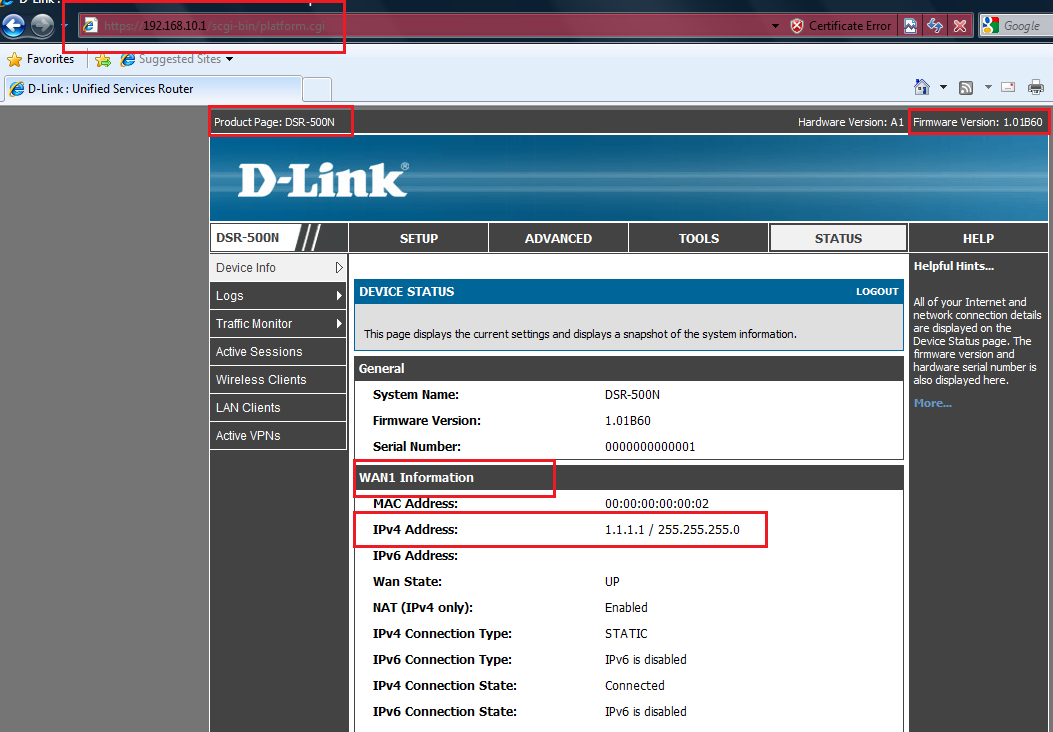 D-Link :
https://192.168.10.1/scgi-bin/platform.cgi
Certificate Error
Google
Favorites
Suggested Sites
D-Link : Unified Services Router
Product Page: DSR-500N
Hardware Version: A1
Firmware Version: 1.01B60
D-Link®
DSR-500N
SETUP
ADVANCED
TOOLS
STATUS
HELP
Device Info
Logs
Traffic Monitor
Active Sessions
Wireless Clients
LAN Clients
Active VPNs
DEVICE STATUS
LOGOUT
This page displays the current settings and displays a snapshot of the system information.
General
System Name: DSR-500N
Firmware Version: 1.01B60
Serial Number: 0000000000001
WAN1 Information
MAC Address: 00:00:00:00:00:02
IPv4 Address: 1.1.1.1 / 255.255.255.0
IPv6 Address:
Wan State: UP
NAT (IPv4 only): Enabled
IPv4 Connection Type: STATIC
IPv6 Connection Type: IPv6 is disabled
IPv4 Connection State: Connected
IPv6 Connection State: IPv6 is disabled
Helpful Hints...
All of your Internet and
network connection details
are displayed on the
Device Status page. The
firmware version and
hardware serial number is
also displayed here.
More...